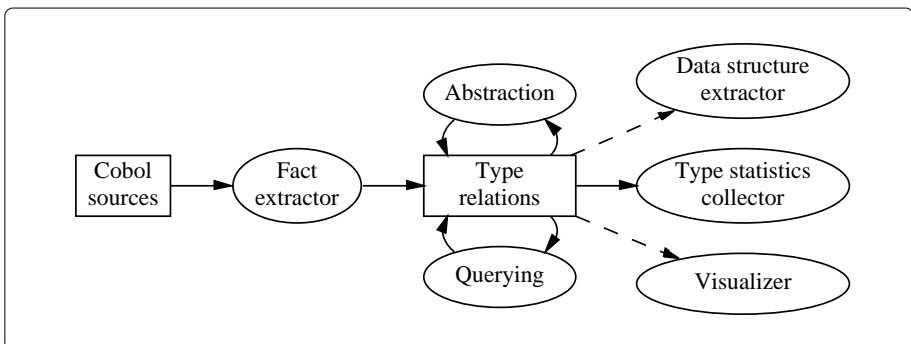 Cobol
sources
Fact
extractor
Abstraction
Type
relations
Querying
Data structure
extractor
Type statistics
collector
Visualizer